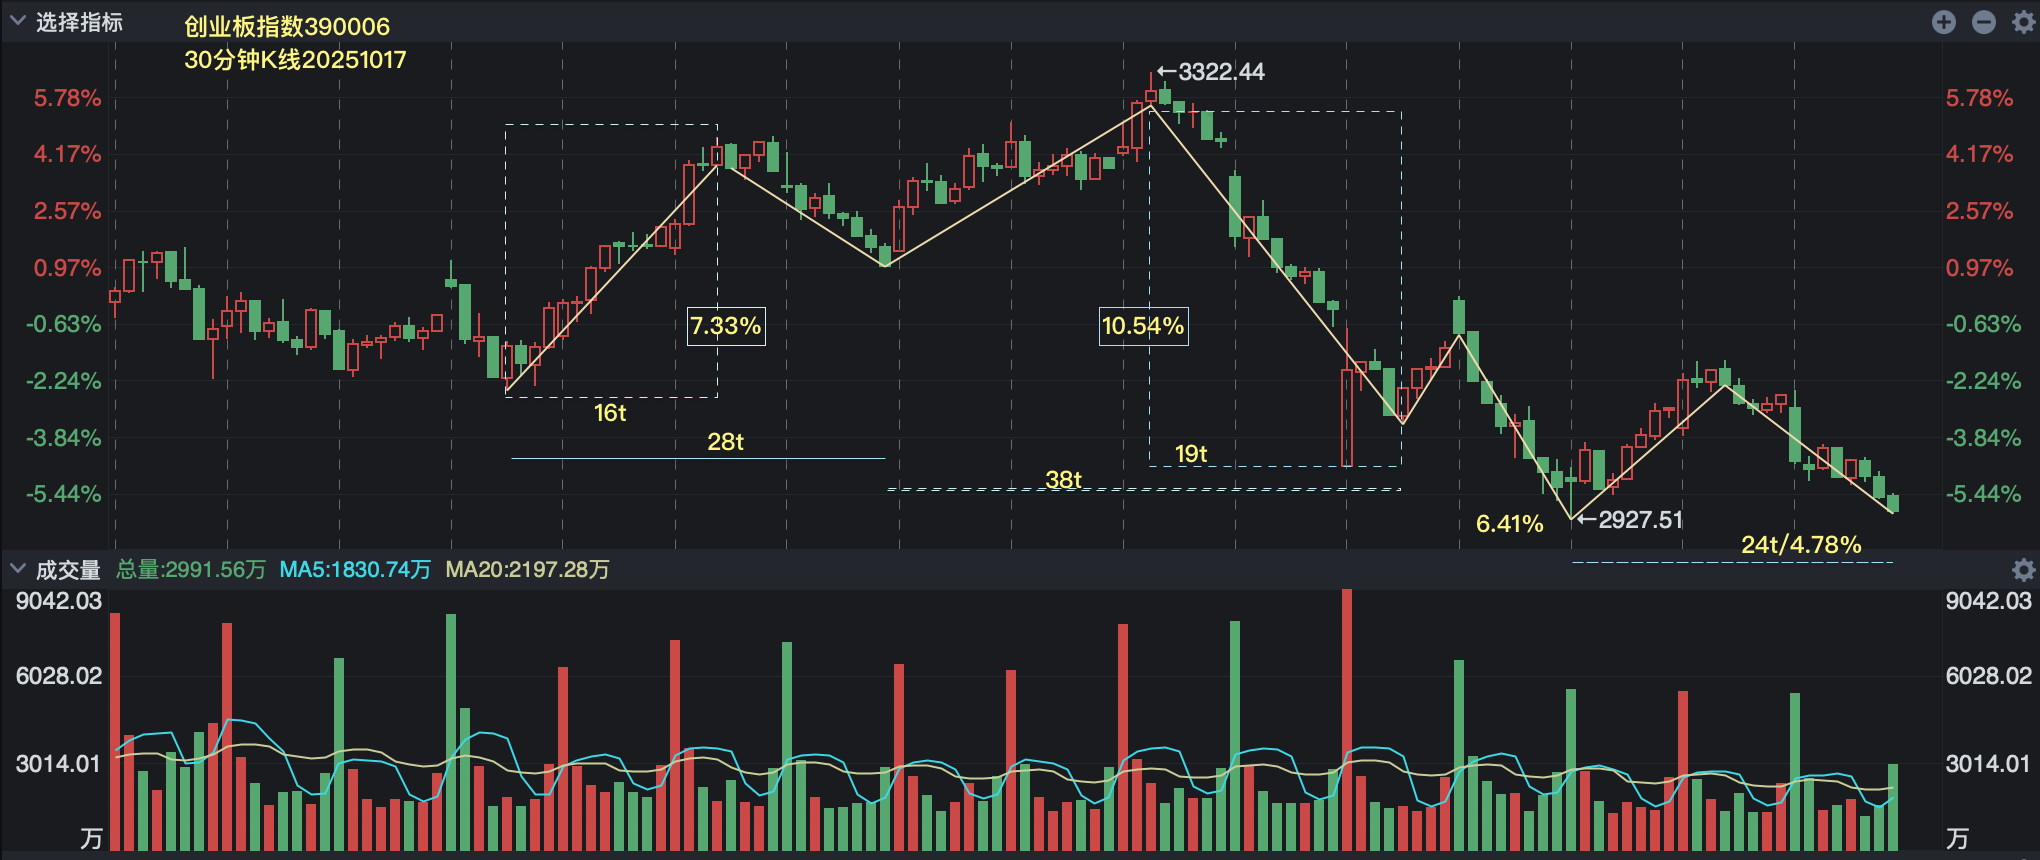 选择指标
创业板指数390006
30分钟K线20251017
←3322.44
5.78%
5.78%
4.17%
4.17%
2.57%
2.57%
0.97%
0.97%
-0.63%
7.33%
10.54%
-0.63%
-2.24%
-2.24%
16t
-3.84%
28t
19t
-3.84%
38t
-5.44%
-5.44%
6.41%
←2927.51
24t/4.78%
成交量 总量:2991.56万 MA5:1830.74万 MA20:2197.28万
9042.03
9042.03
6028.02
6028.02
3014.01
3014.01
万
万